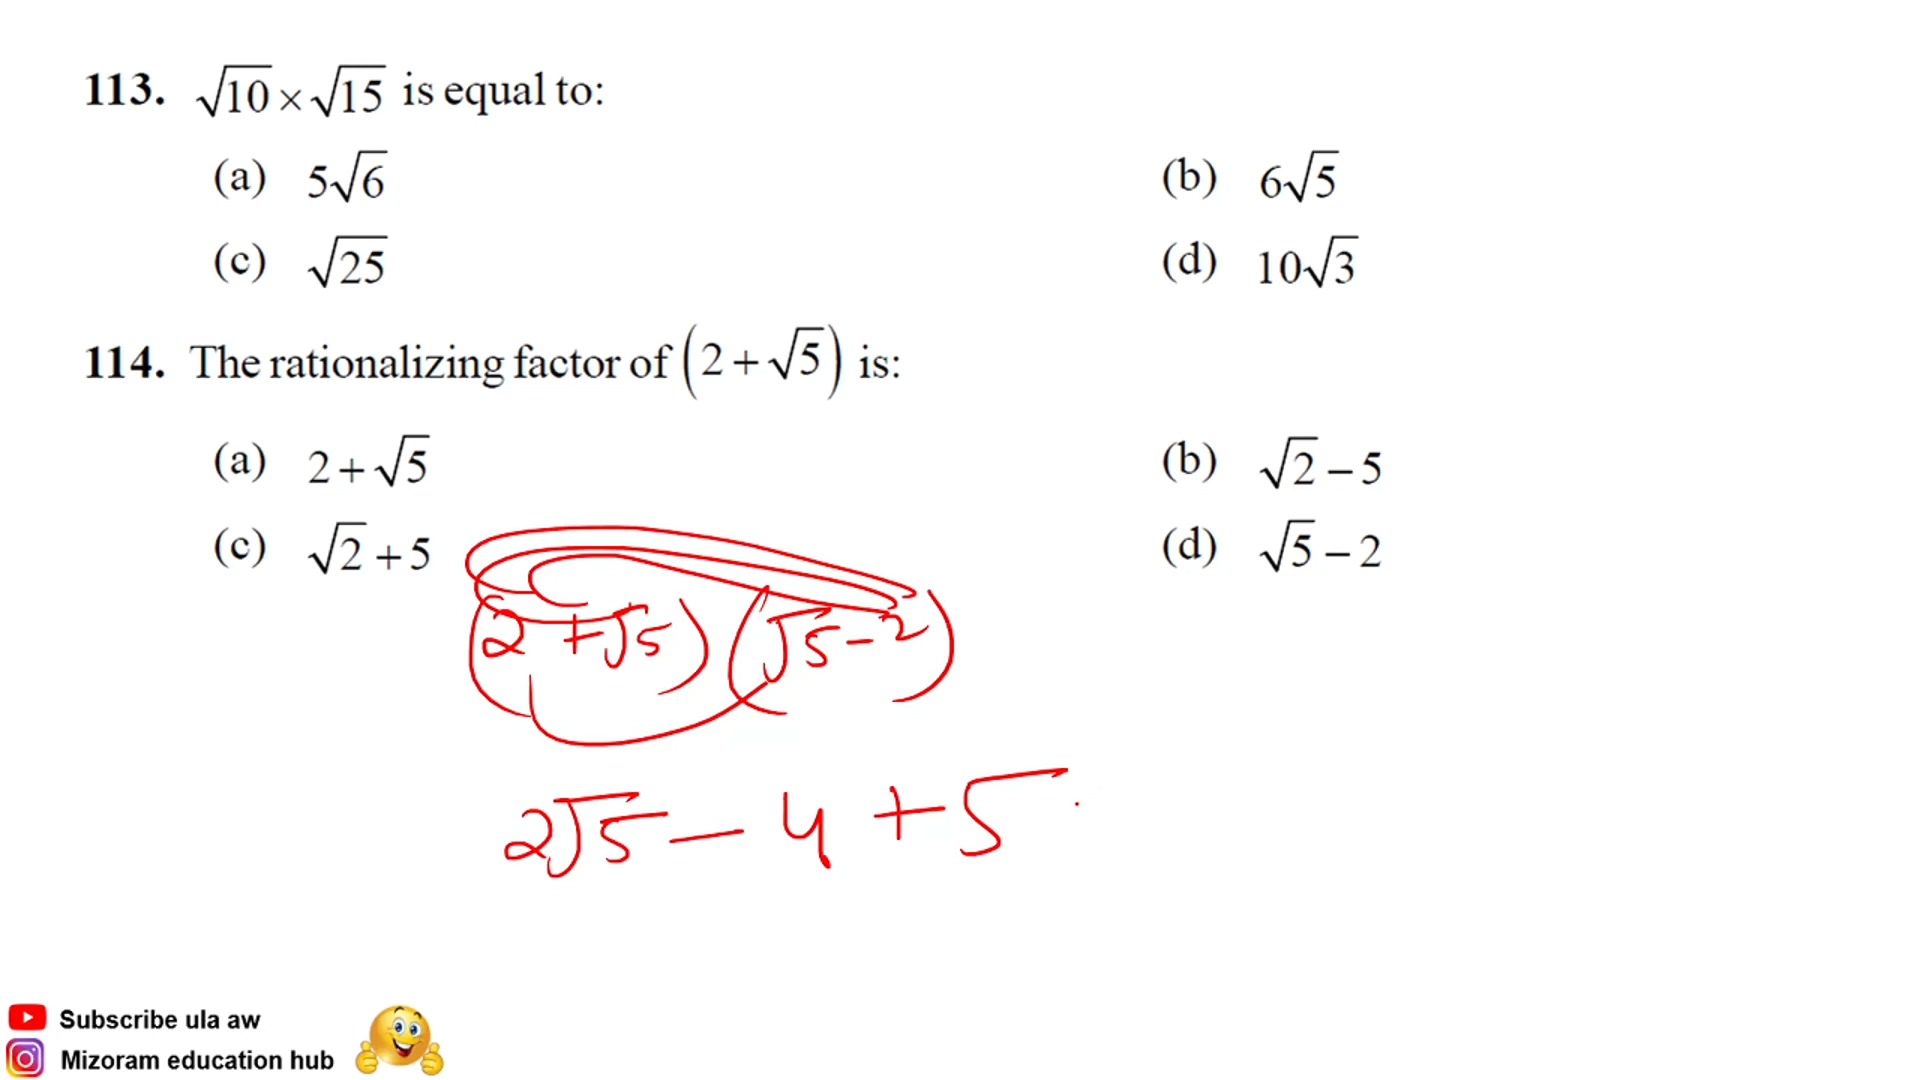 113. √10 × √15 is equal to:
(a) 5√6 (b) 6√5
(c) √25 (d) 10√3
114. The rationalizing factor of (2 + √5) is:
(a) 2 + √5 (b) √2 − 5
(c) √2 + 5 (d) √5 − 2
(2 + √5) (√5 − 2)
2√5 − 4 + 5
Subscribe ula aw
Mizoram education hub